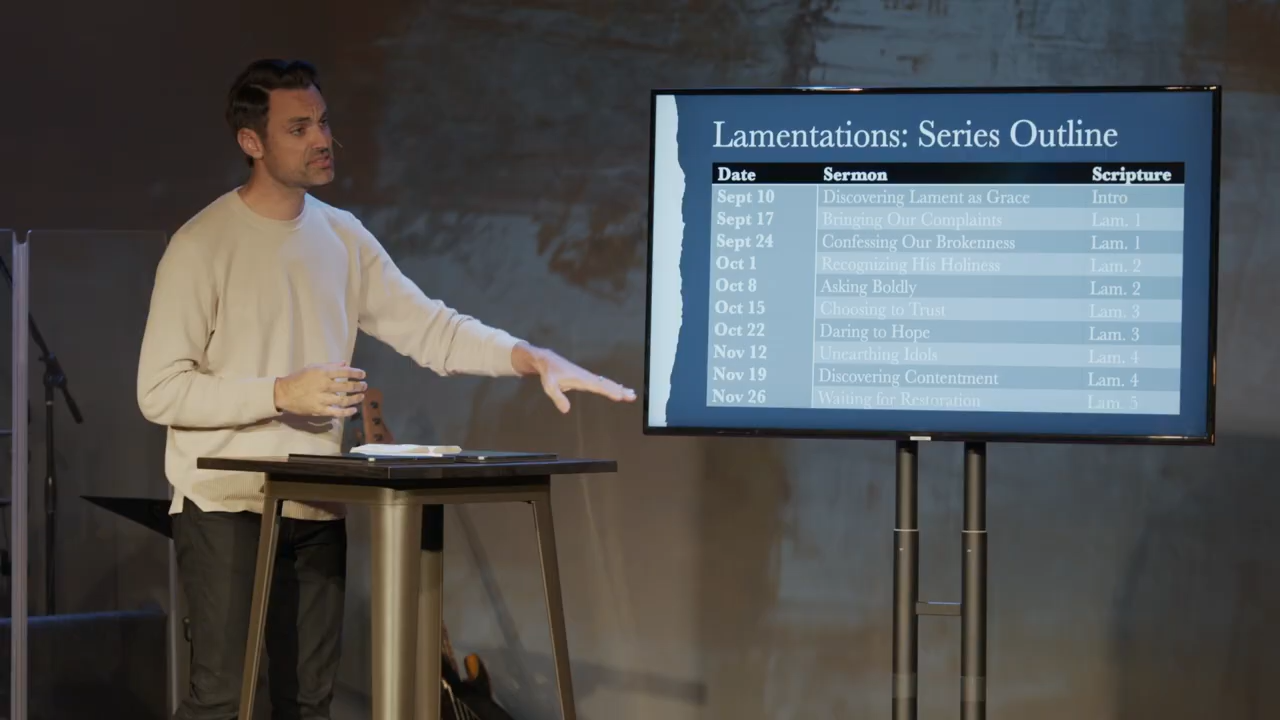 Lamentations: Series Outline
Date Sermon Scripture
Sept 10 Discovering Lament as Grace Intro
Sept 17 Bringing Our Complaints Lam. 1
Sept 24 Confessing Our Brokenness Lam. 1
Oct 1 Recognizing His Holiness Lam. 2
Oct 8 Asking Boldly Lam. 2
Oct 15 Choosing to Trust Lam. 3
Oct 22 Daring to Hope Lam. 3
Nov 12 Unearthing Idols Lam. 4
Nov 19 Discovering Contentment Lam. 4
Nov 26 Waiting for Restoration Lam. 5